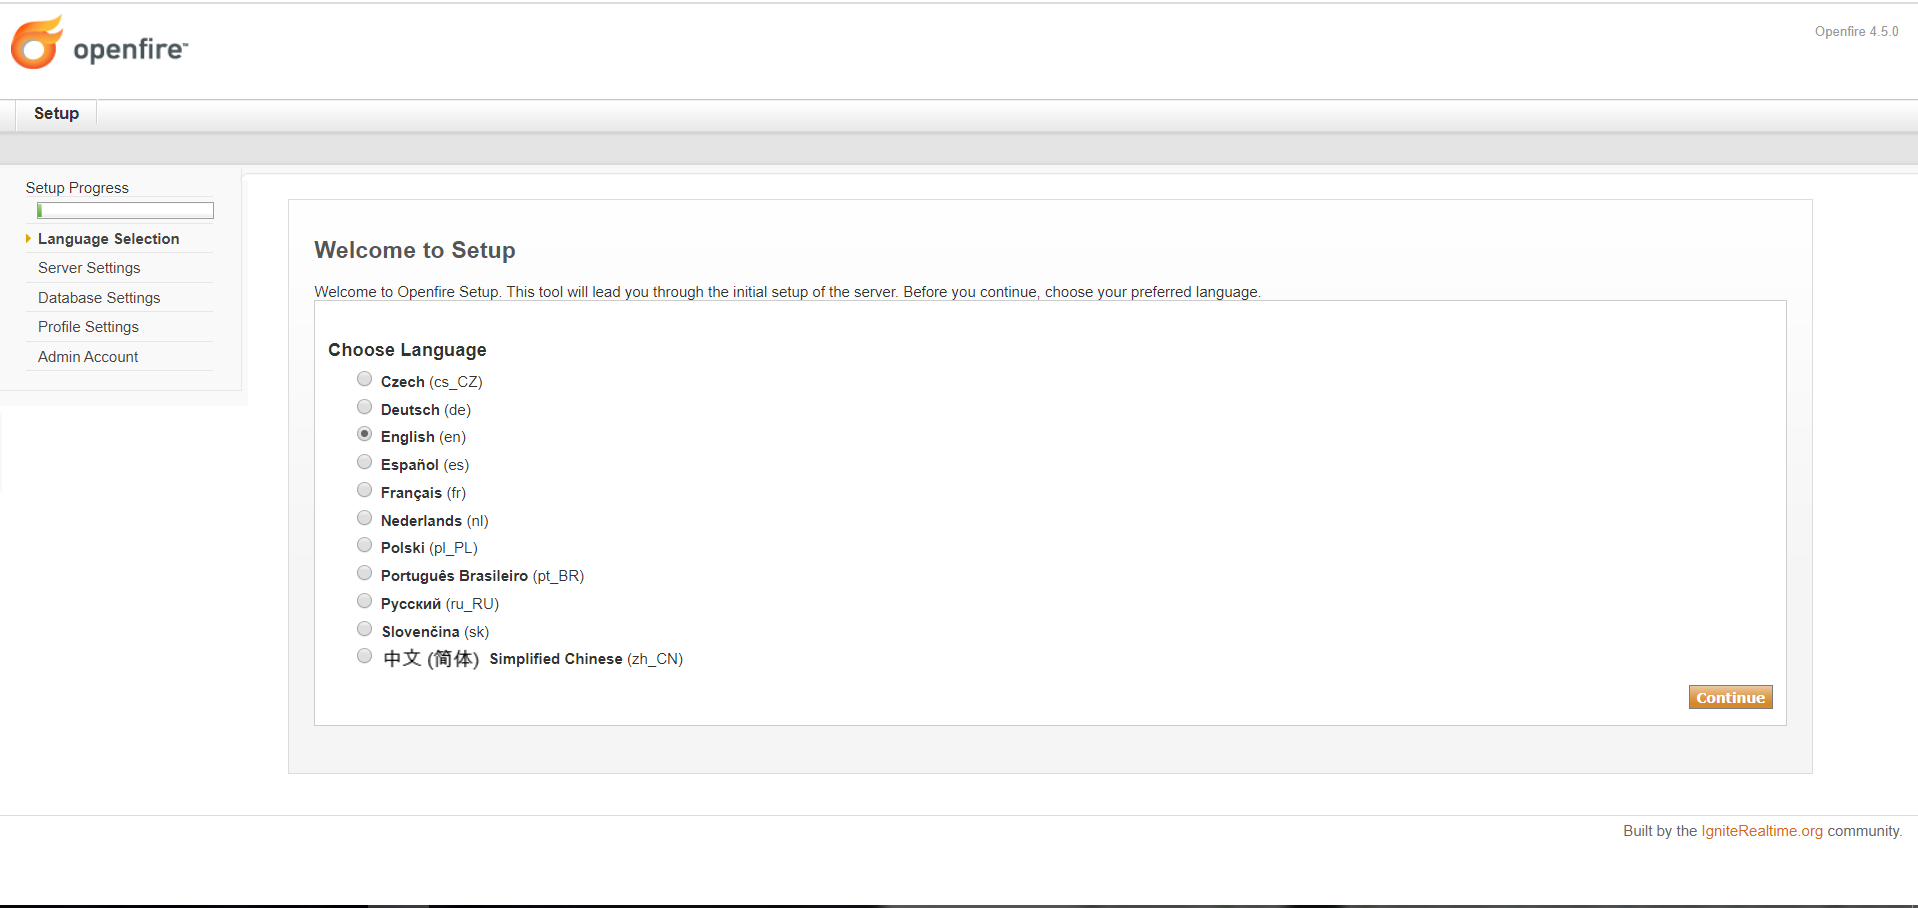 openfire™
Openfire 4.5.0
Setup
Setup Progress
Language Selection
Server Settings
Database Settings
Profile Settings
Admin Account
Welcome to Setup
Welcome to Openfire Setup. This tool will lead you through the initial setup of the server. Before you continue, choose your preferred language.
Choose Language
Czech (cs_CZ)
Deutsch (de)
English (en)
Español (es)
Français (fr)
Nederlands (nl)
Polski (pl_PL)
Português Brasileiro (pt_BR)
Русский (ru_RU)
Slovenčina (sk)
中文 (简体) Simplified Chinese (zh_CN)
Continue
Built by the IgniteRealtime.org community.